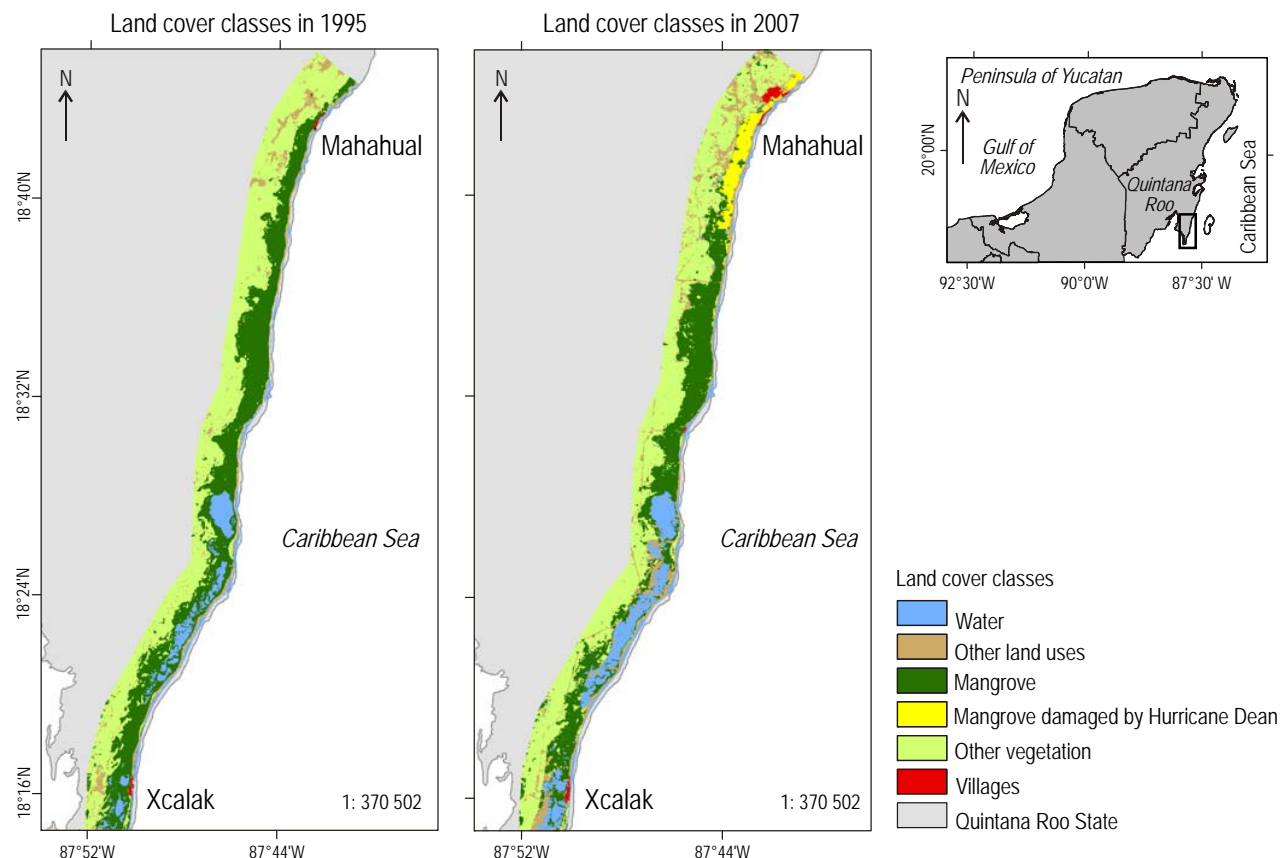 Land cover classes in 1995
N
Mahahual
Caribbean Sea
Xcalak
1: 370 502
18°40'N
18°32'N
18°24'N
18°16'N
87°52'W
87°44'W
Land cover classes in 2007
N
Mahahual
Caribbean Sea
Xcalak
1: 370 502
87°52'W
87°44'W
Peninsula of Yucatan
N
Gulf of
Mexico
Quintana
Roo
Caribbean Sea
20°00'N
92°30'W
90°0'W
87°30' W
Land cover classes
Water
Other land uses
Mangrove
Mangrove damaged by Hurricane Dean
Other vegetation
Villages
Quintana Roo State